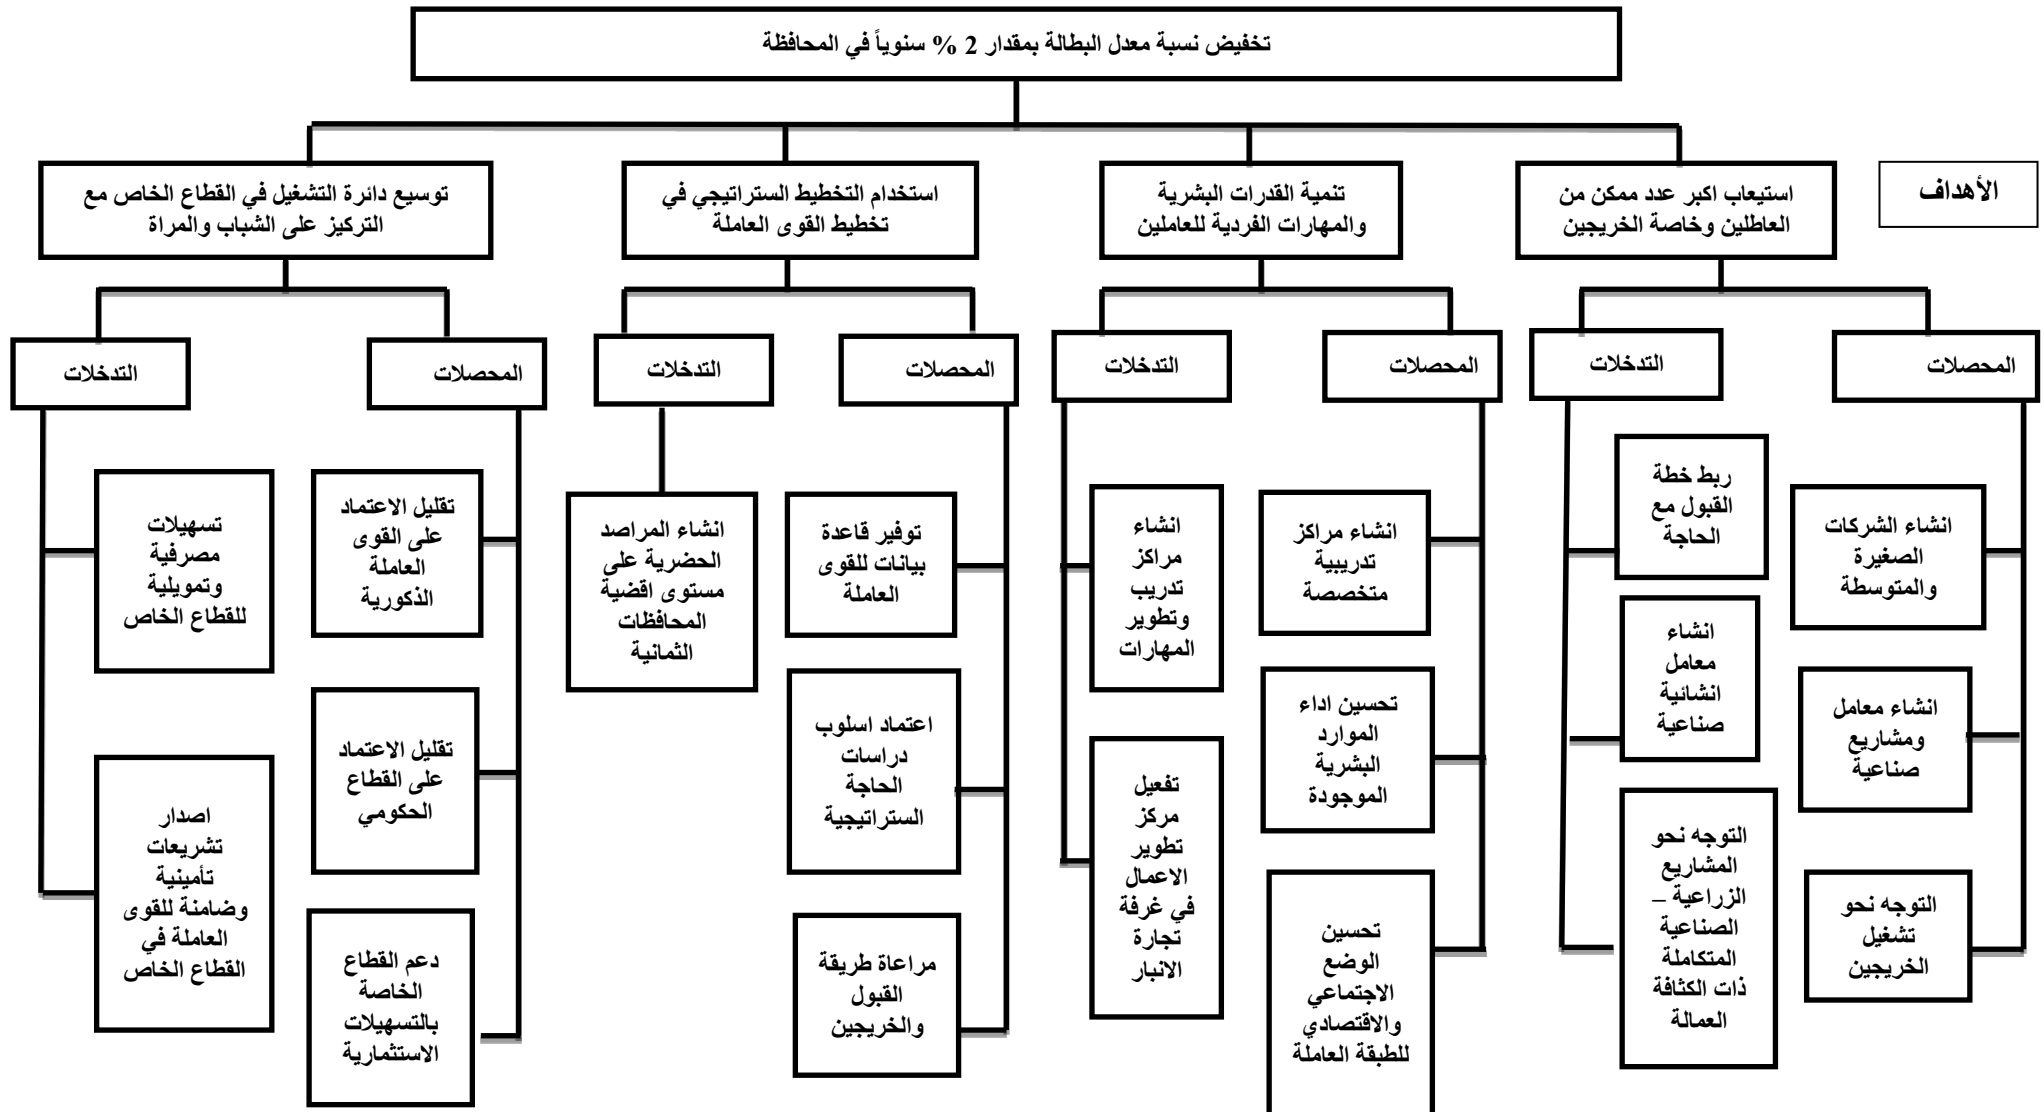 تخفيض نسبة معدل البطالة بمقدار 2 % سنوياً في المحافظة
الأهداف
استيعاب اكبر عدد ممكن من
العاطلين وخاصة الخريجين
تنمية القدرات البشرية
والمهارات الفردية للعاملين
استخدام التخطيط الستراتيجي في
تخطيط القوى العاملة
توسيع دائرة التشغيل في القطاع الخاص مع
التركيز على الشباب والمراة
المحصلات
التدخلات
المحصلات
التدخلات
المحصلات
التدخلات
المحصلات
التدخلات
انشاء الشركات
الصغيرة
والمتوسطة
انشاء معامل
ومشاريع
صناعية
التوجه نحو
تشغيل
الخريجين
ربط خطة
القبول مع
الحاجة
انشاء
معامل
انشائية
صناعية
التوجه نحو
المشاريع
الزراعية –
الصناعية
المتكاملة
ذات الكثافة
العمالة
انشاء مراكز
تدريبية
متخصصة
تحسين اداء
الموارد
البشرية
الموجودة
تحسين
الوضع
الاجتماعي
والاقتصادي
للطبقة العاملة
انشاء
مراكز
تدريب
وتطوير
المهارات
تفعيل
مركز
تطوير
الاعمال
في غرفة
تجارة
الانبار
توفير قاعدة
بيانات للقوى
العاملة
اعتماد اسلوب
دراسات
الحاجة
الستراتيجية
مراعاة طريقة
القبول
والخريجين
انشاء المراصد
الحضرية على
مستوى اقضية
المحافظات
الثمانية
تقليل الاعتماد
على القوى
العاملة
الذكورية
تقليل الاعتماد
على القطاع
الحكومي
دعم القطاع
الخاصة
بالتسهيلات
الاستثمارية
تسهيلات
مصرفية
وتمويلية
للقطاع الخاص
اصدار
تشريعات
تأمينية
وضامنة للقوى
العاملة في
القطاع الخاص